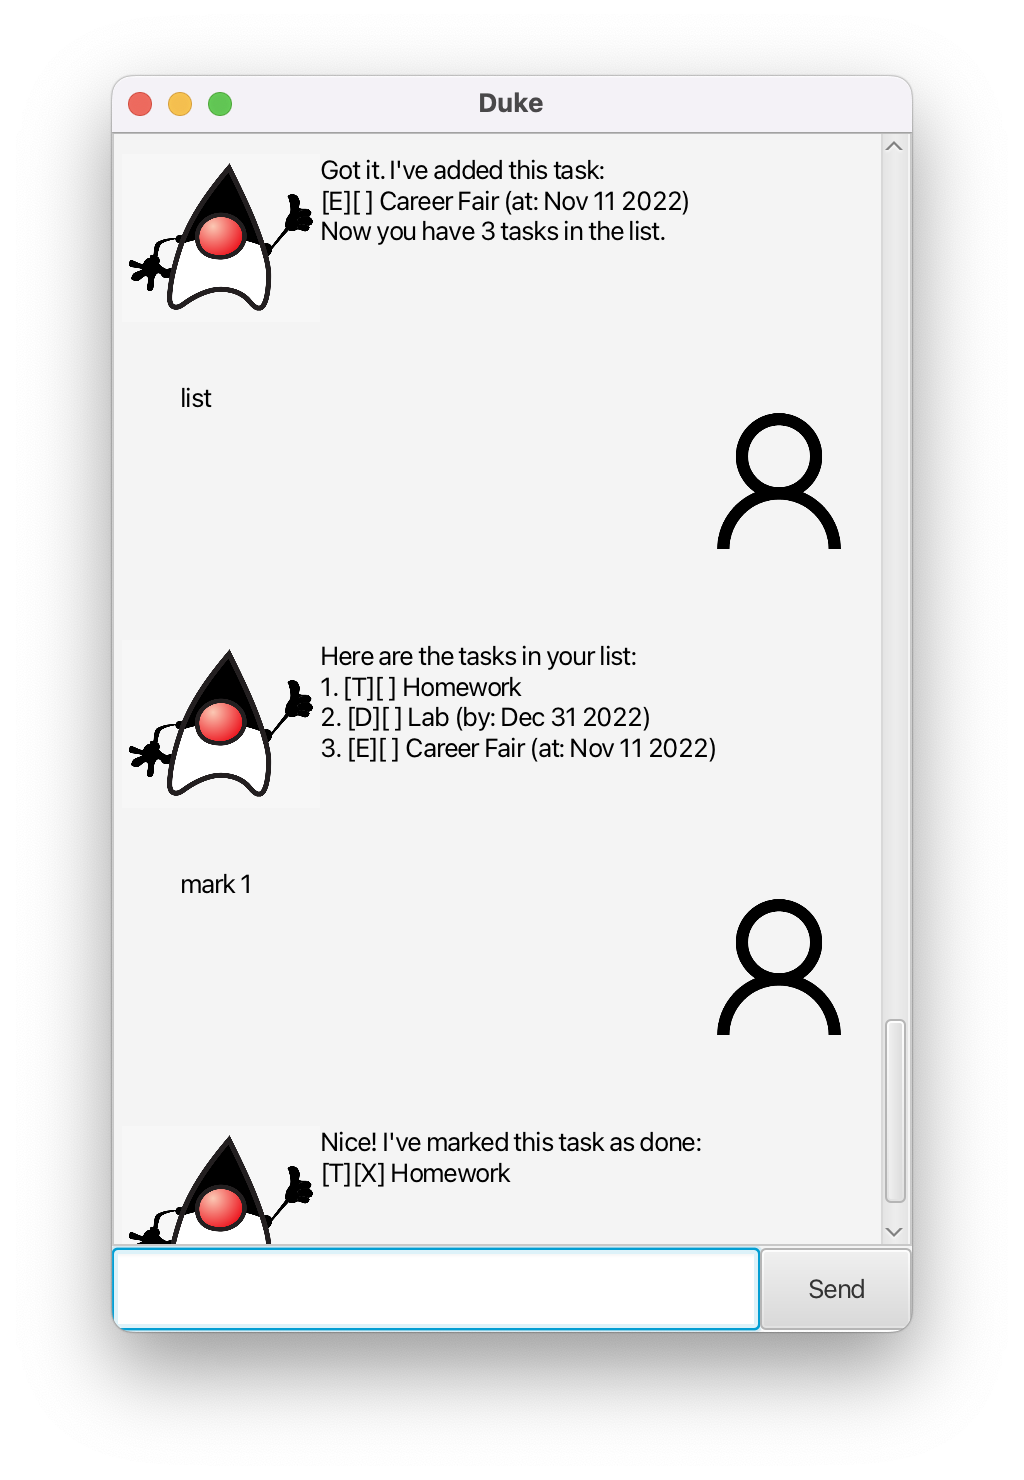 Duke
Got it. I've added this task:
[E][ ] Career Fair (at: Nov 11 2022)
Now you have 3 tasks in the list.
list
Here are the tasks in your list:
1. [T][ ] Homework
2. [D][ ] Lab (by: Dec 31 2022)
3. [E][ ] Career Fair (at: Nov 11 2022)
mark 1
Nice! I've marked this task as done:
[T][X] Homework
Send